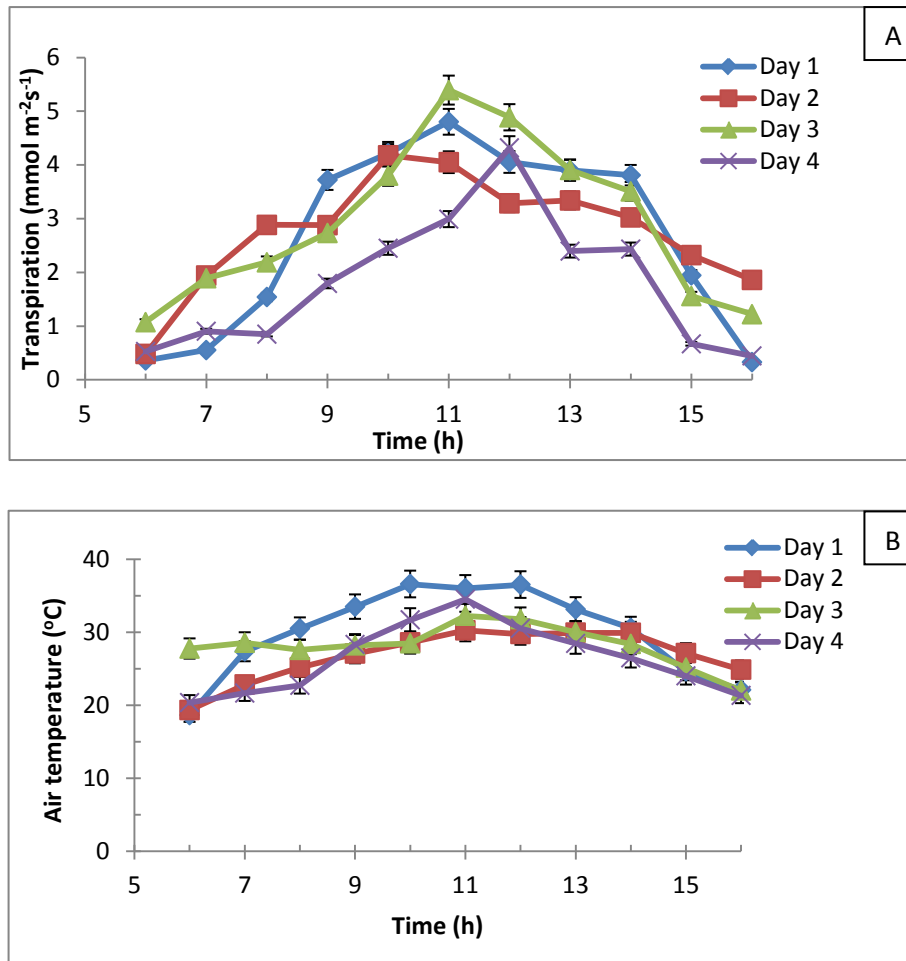 A
6
5
4
3
2
1
0
Transpiration (mmol m⁻²s⁻¹)
5 7 9 11 13 15
Time (h)
Day 1
Day 2
Day 3
Day 4
B
40
30
20
10
0
Air temperature (°C)
5 7 9 11 13 15
Time (h)
Day 1
Day 2
Day 3
Day 4